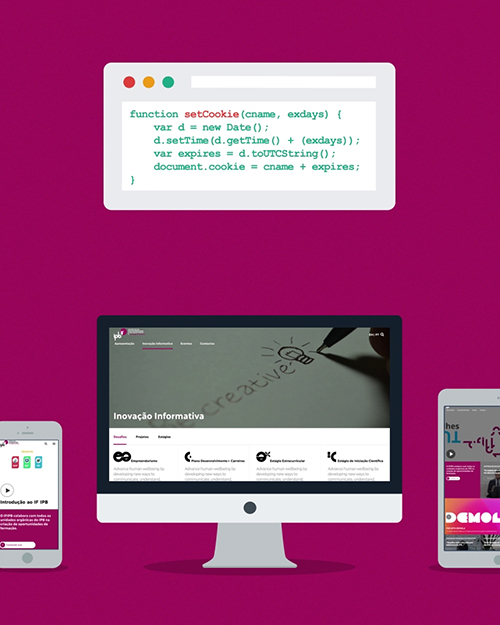 function setCookie(cname, exdays) {
var d = new Date();
d.setTime(d.getTime() + (exdays));
var expires = d.toUTCString();
document.cookie = cname + expires;
}
ipb
Apresentação Inovação Informativa Eventos Contactos
creative
Inovação Informativa
Desafios Projetos Estágios
Empreendorismo
Plano Desenvolvimento + Carreiras
Estágio Extracurricular
Estágio de Iniciação Científica
Advance human wellbeing by
developing new ways to
communicate, understand,
Advance human wellbeing by
developing new ways to
communicate, understand,
Advance human wellbeing by
developing new ways to
communicate, understand,
Advance human wellbeing by
developing new ways to
communicate, understand,
Introdução ao IF IPB
O IF IPB colabora com todas as
unidades orgânicas do IPB na
criação de oportunidades de
formação.
hes
DEMOL